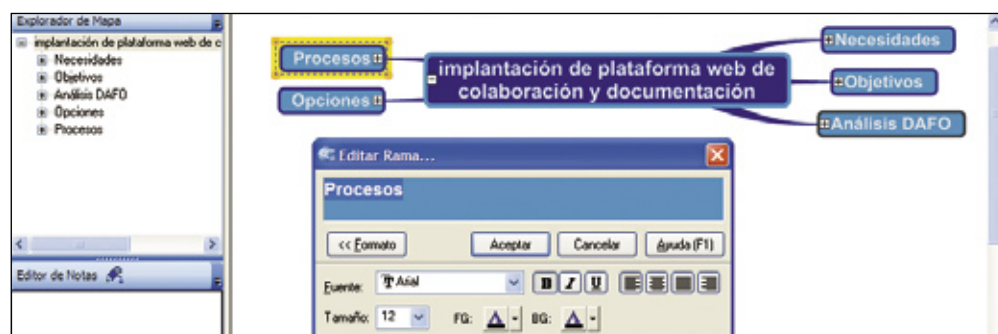 Explorador de Mapa
implantación de plataforma web de c
Necesidades
Objetivos
Análisis DAFO
Opciones
Procesos
Editor de Notas
Procesos
Opciones
implantación de plataforma web de
colaboración y documentación
Necesidades
Objetivos
Análisis DAFO
Editar Rama...
Procesos
<< Formato Aceptar Cancelar Ayuda (F1)
Fuente: Arial B I U
Tamaño: 12 FG: A BG: A